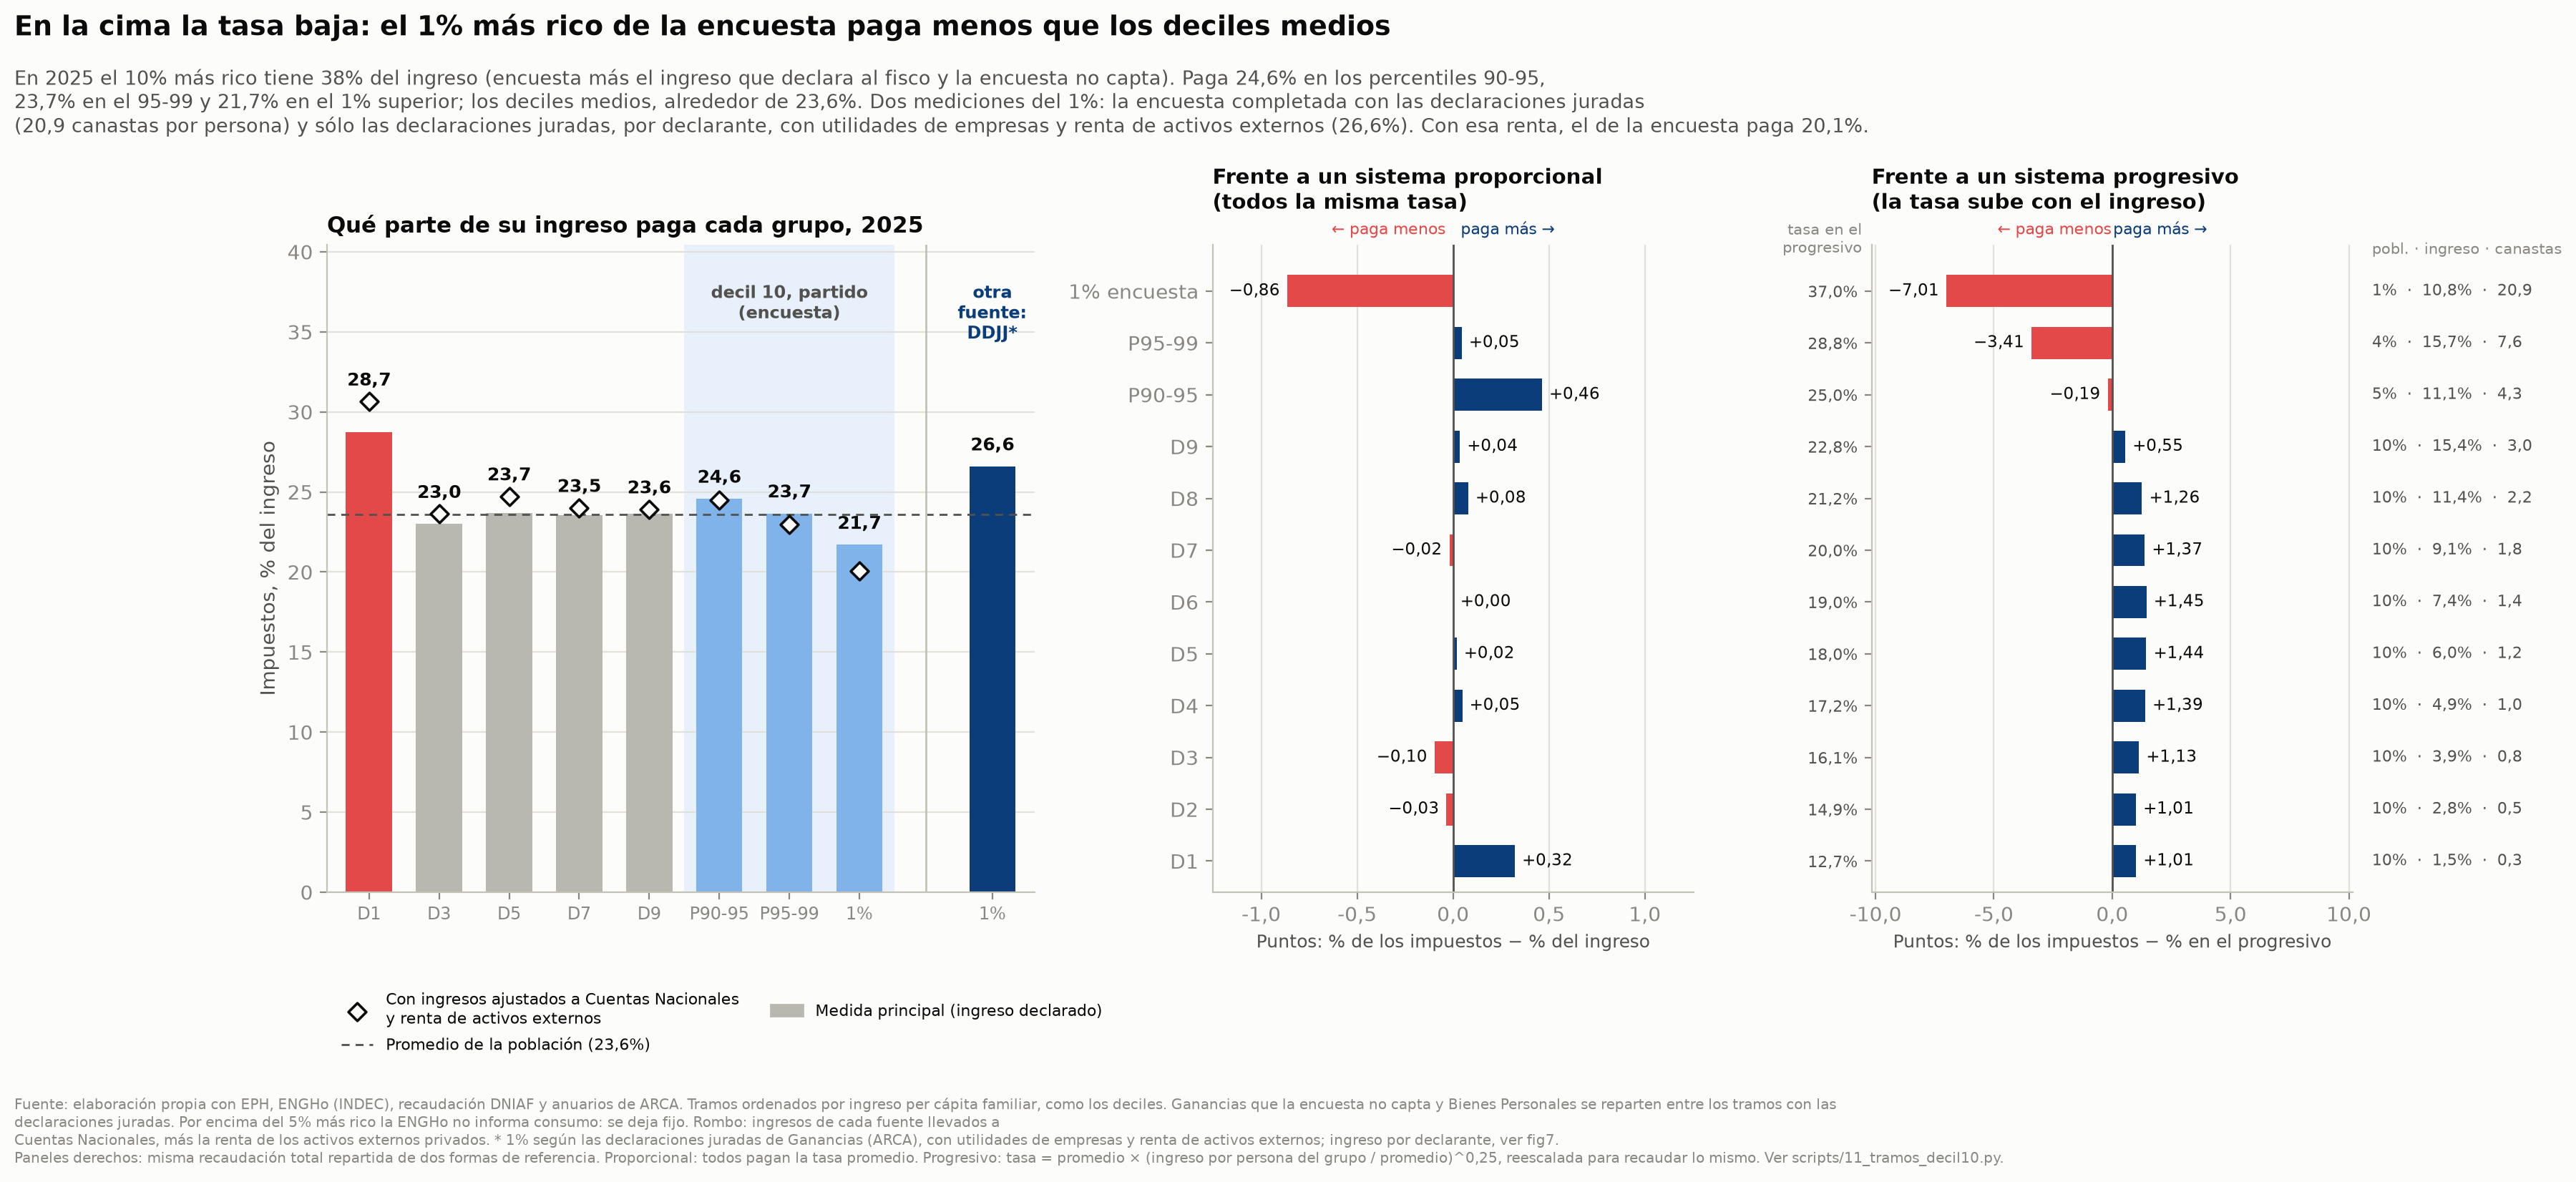 En la cima la tasa baja: el 1% más rico de la encuesta paga menos que los deciles medios
En 2025 el 10% más rico tiene 38% del ingreso (encuesta más el ingreso que declara al fisco y la encuesta no capta). Paga 24,6% en los percentiles 90-95,
23,7% en el 95-99 y 21,7% en el 1% superior; los deciles medios, alrededor de 23,6%. Dos mediciones del 1%: la encuesta completada con las declaraciones juradas
(20,9 canastas por persona) y sólo las declaraciones juradas, por declarante, con utilidades de empresas y renta de activos externos (26,6%). Con esa renta, el de la encuesta paga 20,1%.
Qué parte de su ingreso paga cada grupo, 2025
Impuestos, % del ingreso
40
35
30
25
20
15
10
5
0
decil 10, partido
(encuesta)
otra
fuente:
DDJJ*
28,7
23,0
23,7
23,5
23,6
24,6
23,7
21,7
26,6
D1
D3
D5
D7
D9
P90-95
P95-99
1%
1%
Con ingresos ajustados a Cuentas Nacionales
y renta de activos externos
Promedio de la población (23,6%)
Medida principal (ingreso declarado)
Frente a un sistema proporcional
(todos la misma tasa)
← paga menos paga más →
1% encuesta −0,86
P95-99 +0,05
P90-95 +0,46
D9 +0,04
D8 +0,08
D7 −0,02
D6 +0,00
D5 +0,02
D4 +0,05
D3 −0,10
D2 −0,03
D1 +0,32
-1,0 -0,5 0,0 0,5 1,0
Puntos: % de los impuestos − % del ingreso
Frente a un sistema progresivo
(la tasa sube con el ingreso)
tasa en el
progresivo
← paga menos paga más →
pobl. · ingreso · canastas
37,0% −7,01 1% · 10,8% · 20,9
28,8% −3,41 4% · 15,7% · 7,6
25,0% −0,19 5% · 11,1% · 4,3
22,8% +0,55 10% · 15,4% · 3,0
21,2% +1,26 10% · 11,4% · 2,2
20,0% +1,37 10% · 9,1% · 1,8
19,0% +1,45 10% · 7,4% · 1,4
18,0% +1,44 10% · 6,0% · 1,2
17,2% +1,39 10% · 4,9% · 1,0
16,1% +1,13 10% · 3,9% · 0,8
14,9% +1,01 10% · 2,8% · 0,5
12,7% +1,01 10% · 1,5% · 0,3
-10,0 -5,0 0,0 5,0 10,0
Puntos: % de los impuestos − % en el progresivo
Fuente: elaboración propia con EPH, ENGHo (INDEC), recaudación DNIAF y anuarios de ARCA. Tramos ordenados por ingreso per cápita familiar, como los deciles. Ganancias que la encuesta no capta y Bienes Personales se reparten entre los tramos con las
declaraciones juradas. Por encima del 5% más rico la ENGHo no informa consumo: se deja fijo. Rombo: ingresos de cada fuente llevados a
Cuentas Nacionales, más la renta de los activos externos privados. * 1% según las declaraciones juradas de Ganancias (ARCA), con utilidades de empresas y renta de activos externos; ingreso por declarante, ver fig7.
Paneles derechos: misma recaudación total repartida de dos formas de referencia. Proporcional: todos pagan la tasa promedio. Progresivo: tasa = promedio × (ingreso por persona del grupo / promedio)^0,25, reescalada para recaudar lo mismo. Ver scripts/11_tramos_decil10.py.